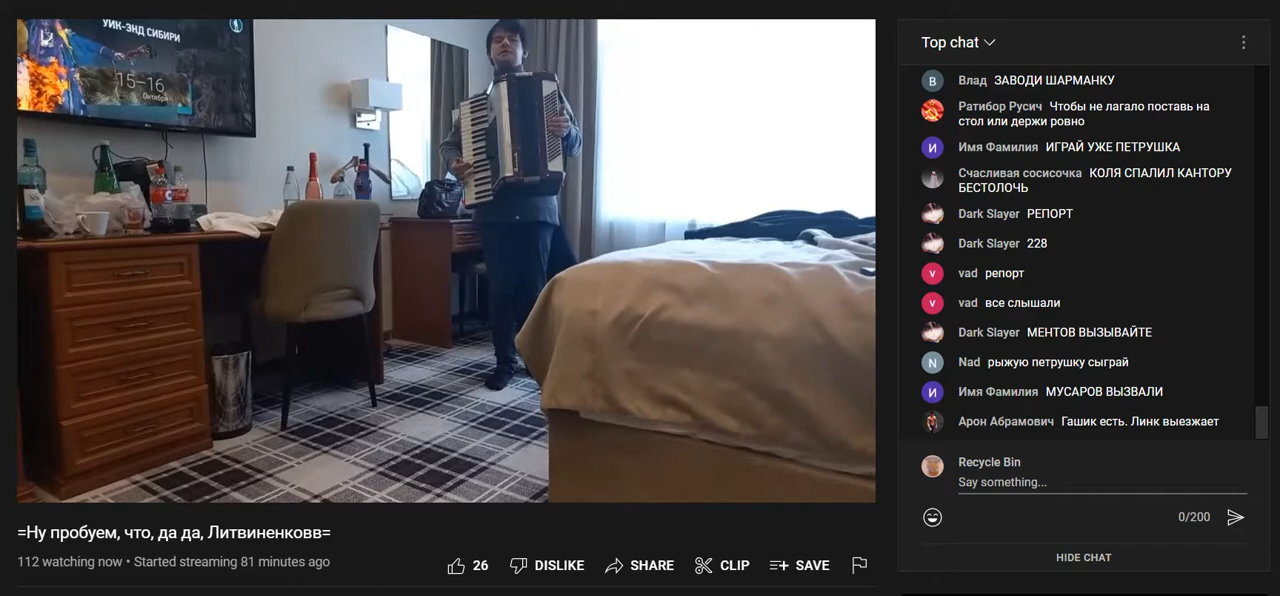 УИК-ЭНД СИБИРИ
15–16
Октября
=Ну пробуем, что, да да, Литвиненковв=
112 watching now • Started streaming 81 minutes ago
26 DISLIKE SHARE CLIP SAVE
Top chat
В Влад ЗАВОДИ ШАРМАНКУ
Ратибор Русич Чтобы не лагало поставь на
стол или держи ровно
И Имя Фамилия ИГРАЙ УЖЕ ПЕТРУШКА
Счасливая сосисочка КОЛЯ СПАЛИЛ КАНТОРУ
БЕСТОЛОЧЬ
Dark Slayer РЕПОРТ
Dark Slayer 228
v vad репорт
v vad все слышали
Dark Slayer МЕНТОВ ВЫЗЫВАЙТЕ
N Nad рыжую петрушку сыграй
И Имя Фамилия МУСАРОВ ВЫЗВАЛИ
Арон Абрамович Гашик есть. Линк выезжает
Recycle Bin
Say something...
0/200
HIDE CHAT